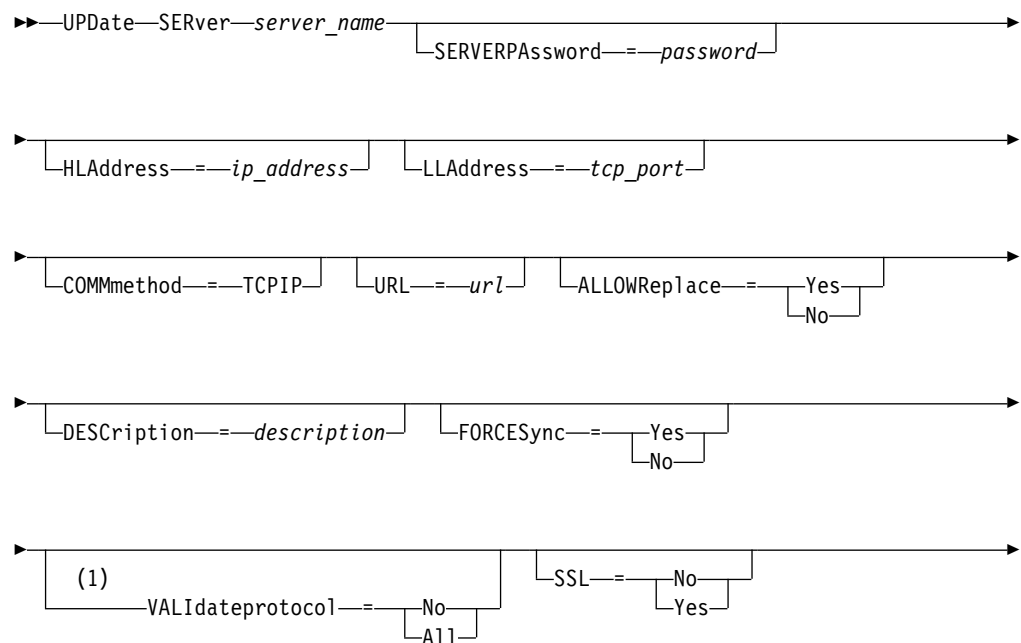 UPDate SERver server_name
SERVERPAssword = password
HLAddress = ip_address LLAddress = tcp_port
COMMmethod = TCPIP URL = url ALLOWReplace = Yes
No
DESCription = description FORCESync = Yes
No
(1)
VALIdateprotocol = No
All
SSL = No
Yes